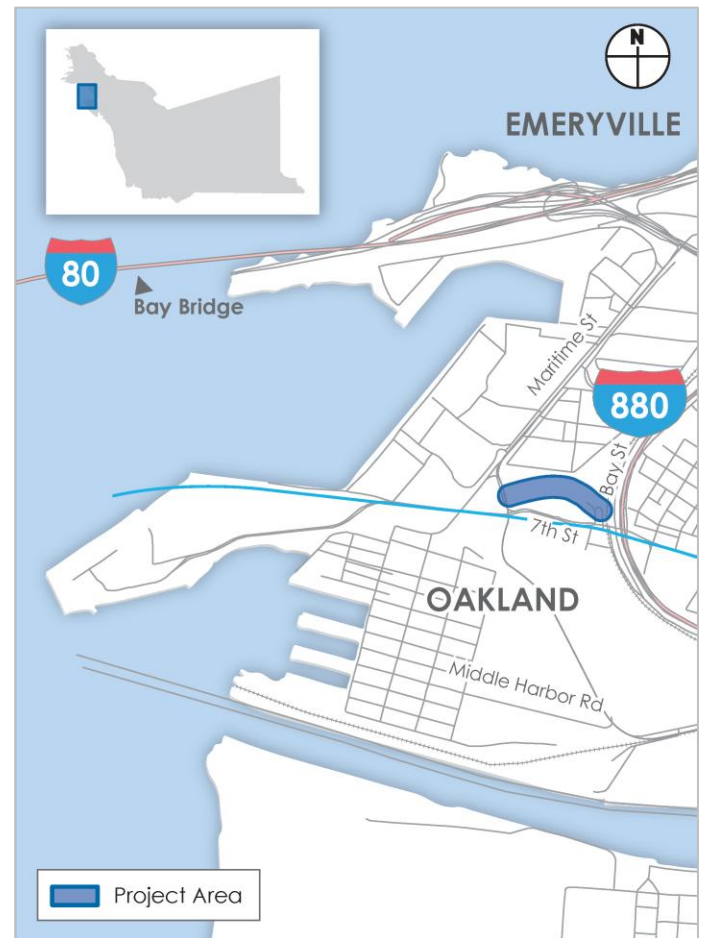 N
EMERYVILLE
80
Bay Bridge
Maritime St
880
Bay St
7th St
OAKLAND
Middle Harbor Rd
Project Area